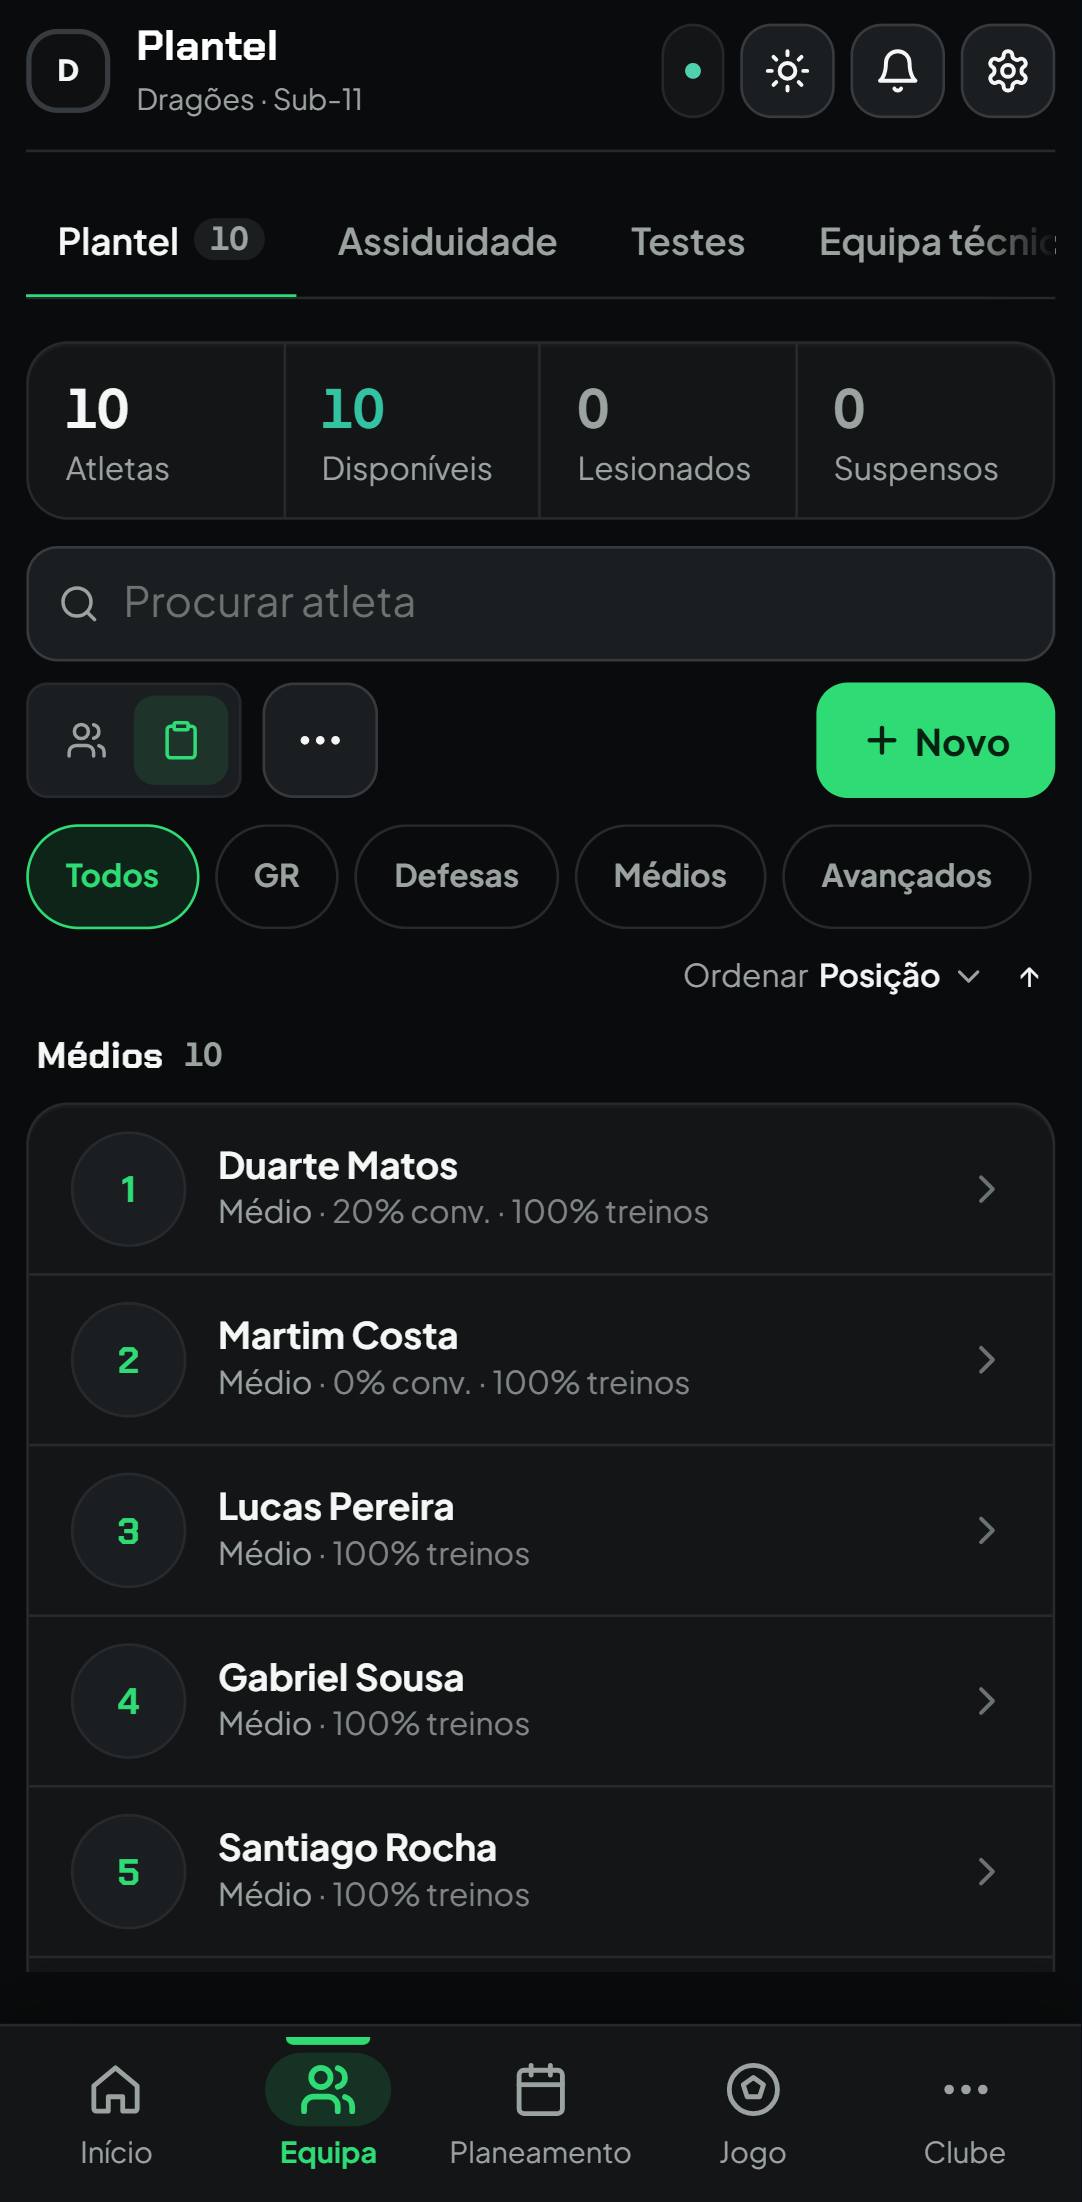 D
Plantel
Dragões · Sub-11
Plantel 10 Assiduidade Testes Equipa técnic
10 10 0 0
Atletas Disponíveis Lesionados Suspensos
Procurar atleta
+ Novo
Todos GR Defesas Médios Avançados
Ordenar Posição
Médios 10
1 Duarte Matos
Médio · 20% conv. · 100% treinos
2 Martim Costa
Médio · 0% conv. · 100% treinos
3 Lucas Pereira
Médio · 100% treinos
4 Gabriel Sousa
Médio · 100% treinos
5 Santiago Rocha
Médio · 100% treinos
Início Equipa Planeamento Jogo Clube